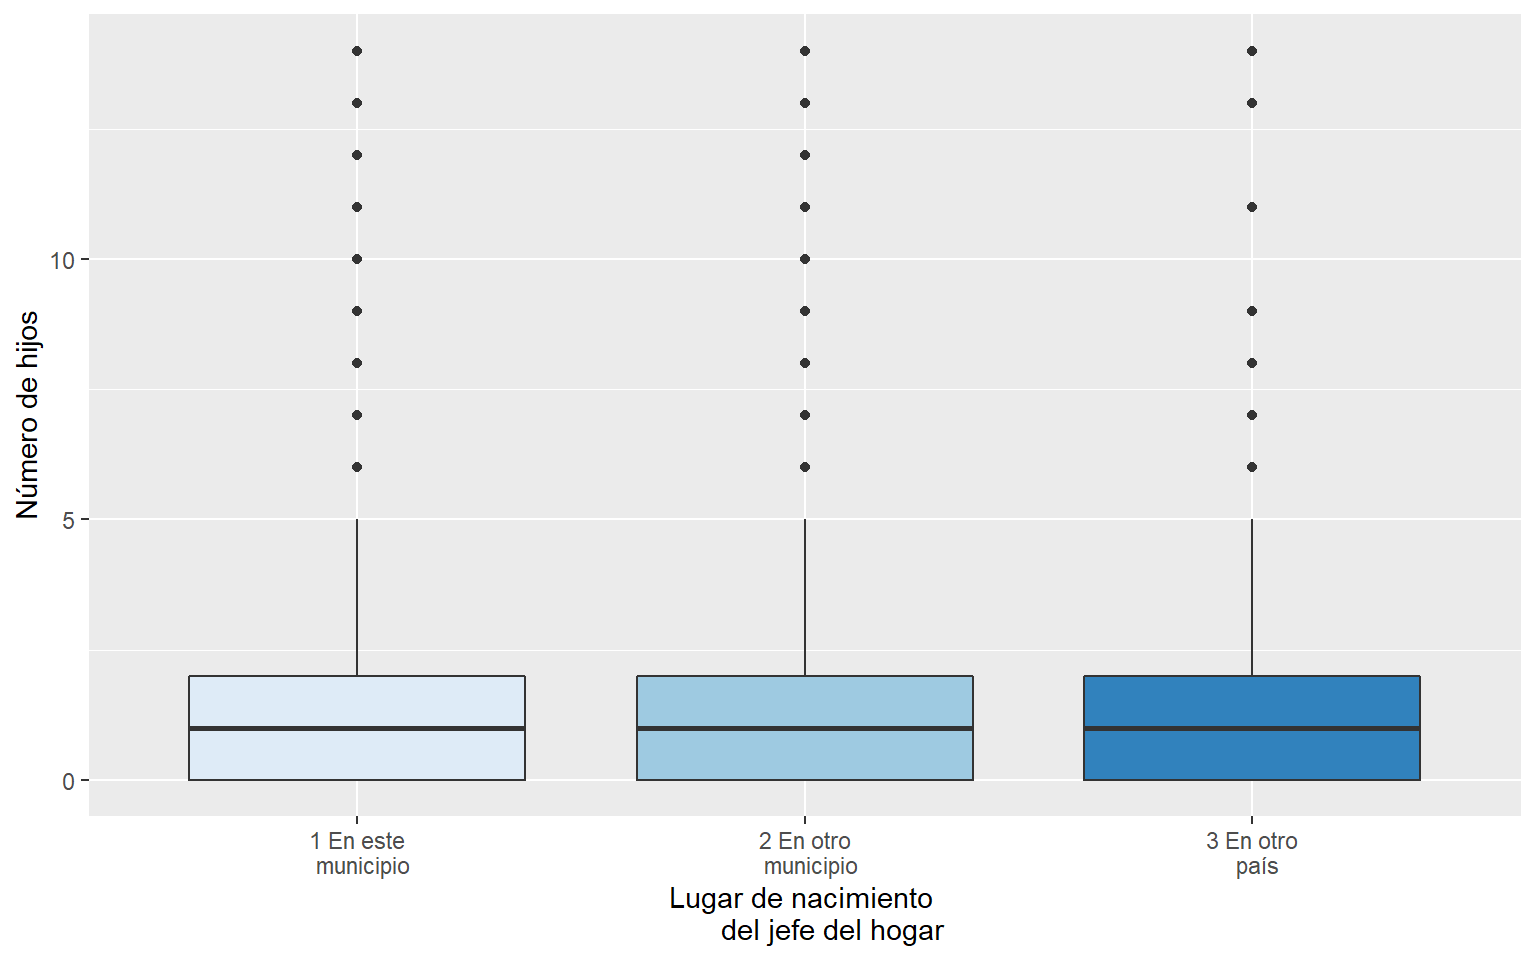 Número de hijos
10
5
0
1 En este
municipio
2 En otro
municipio
3 En otro
país
Lugar de nacimiento
del jefe del hogar